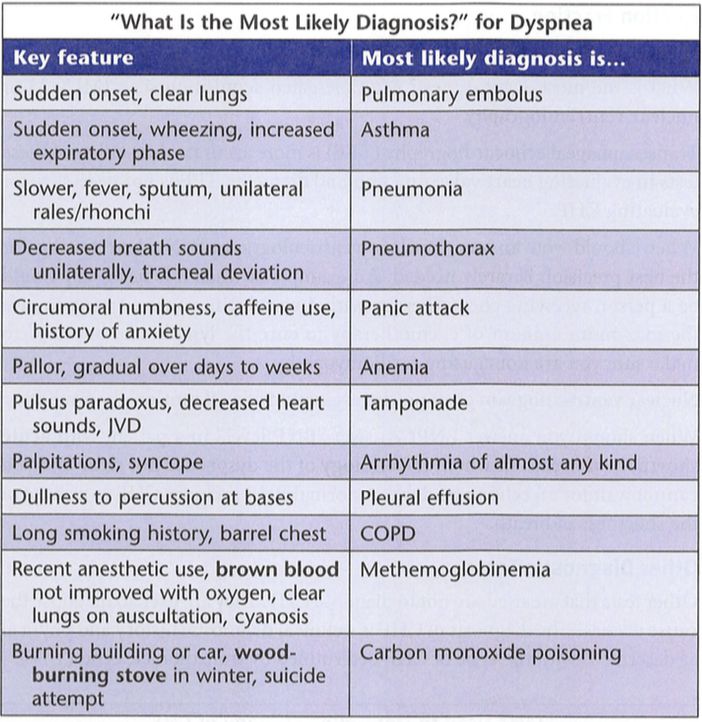 "What Is the Most Likely Diagnosis?" for Dyspnea
Key feature Most likely diagnosis is...
Sudden onset, clear lungs Pulmonary embolus
Sudden onset, wheezing, increased Asthma
expiratory phase
Slower, fever, sputum, unilateral Pneumonia
rales/rhonchi
Decreased breath sounds Pneumothorax
unilaterally, tracheal deviation
Circumoral numbness, caffeine use, Panic attack
history of anxiety
Pallor, gradual over days to weeks Anemia
Pulsus paradoxus, decreased heart Tamponade
sounds, JVD
Palpitations, syncope Arrhythmia of almost any kind
Dullness to percussion at bases Pleural effusion
Long smoking history, barrel chest COPD
Recent anesthetic use, brown blood Methemoglobinemia
not improved with oxygen, clear
lungs on auscultation, cyanosis
Burning building or car, wood- Carbon monoxide poisoning
burning stove in winter, suicide
attempt